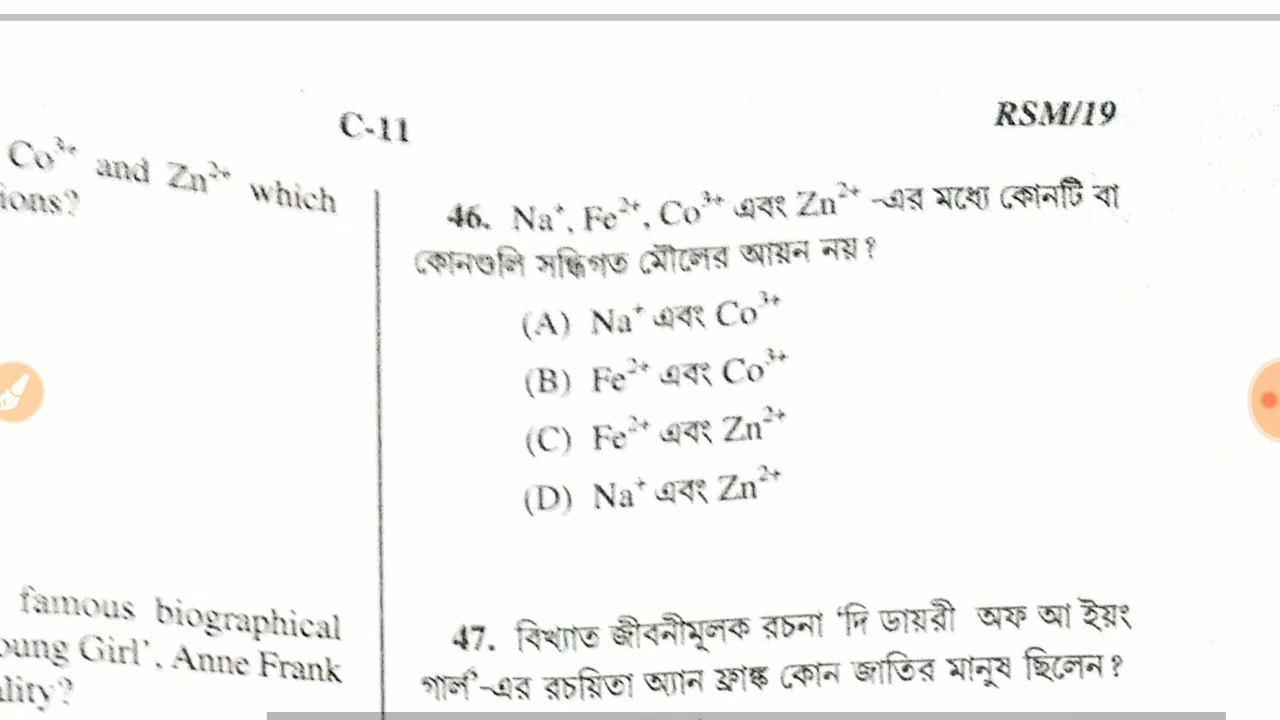 C-11
RSM/19
Co³⁺ and Zn²⁺ which
ions?
famous biographical
oung Girl', Anne Frank
lity?
46. Na⁺, Fe²⁺, Co³⁺ এবং Zn²⁺ -এর মধ্যে কোনটি বা
কোনগুলি সন্ধিগত মৌলের আয়ন নয় ?
(A) Na⁺ এবং Co³⁺
(B) Fe²⁺ এবং Co³⁺
(C) Fe²⁺ এবং Zn²⁺
(D) Na⁺ এবং Zn²⁺
47. বিখ্যাত জীবনীমূলক রচনা 'দি ডায়রী অফ আ ইয়ং
গার্ল'-এর রচয়িতা অ্যান ফ্রাঙ্ক কোন জাতির মানুষ ছিলেন ?